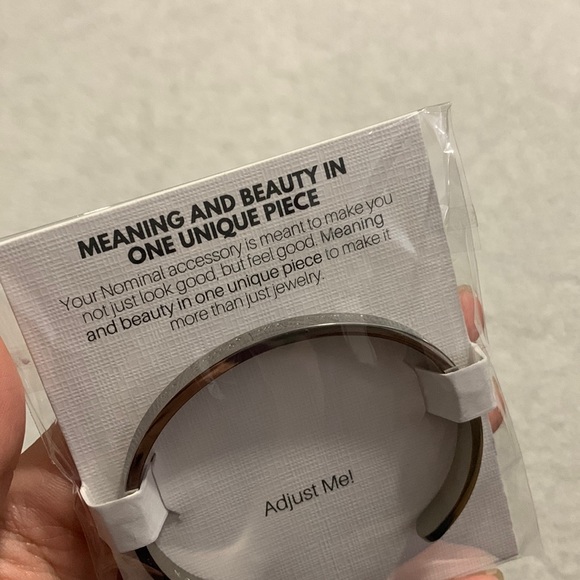 MEANING AND BEAUTY IN
ONE UNIQUE PIECE
Your Nominal accessory is meant to make you
not just look good, but feel good. Meaning
and beauty in one unique piece to make it
more than just jewelry.
Adjust Me!